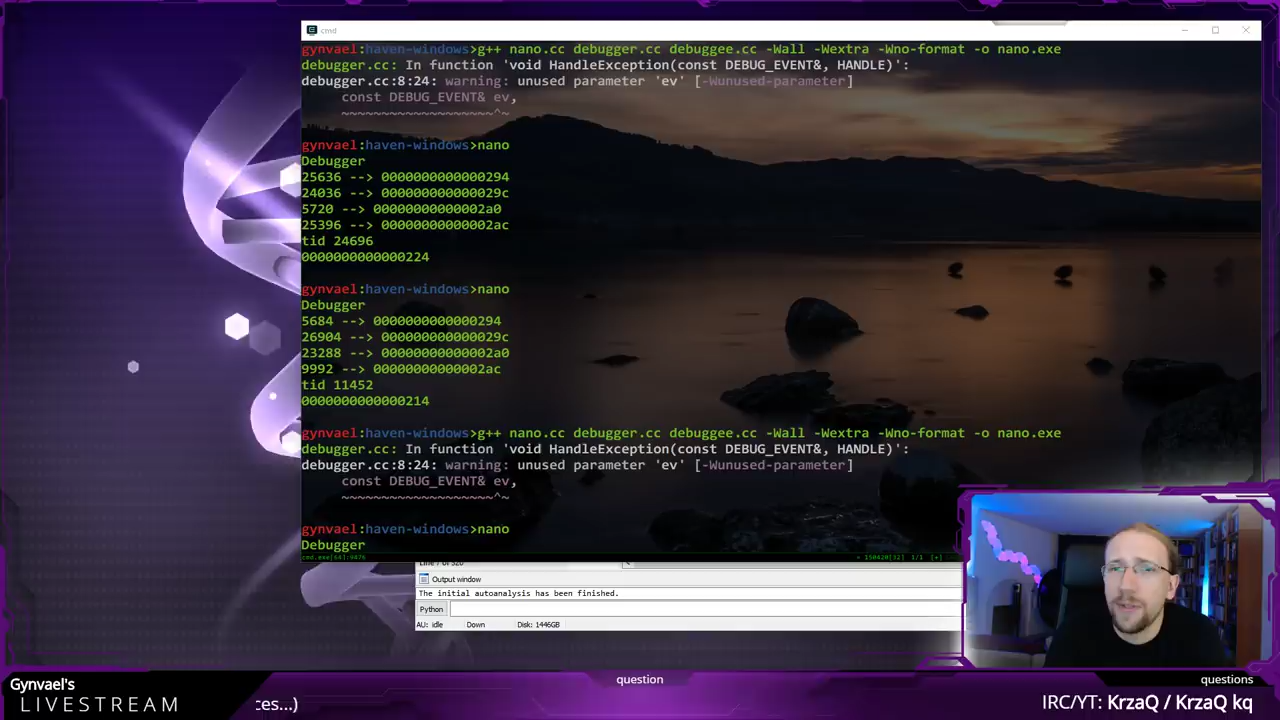 cmd
gynvael:haven-windows>g++ nano.cc debugger.cc debuggee.cc -Wall -Wextra -Wno-format -o nano.exe
debugger.cc: In function 'void HandleException(const DEBUG_EVENT&, HANDLE)':
debugger.cc:8:24: warning: unused parameter 'ev' [-Wunused-parameter]
const DEBUG_EVENT& ev,
~~~~~~~~~~~~~~~~~~~^~
gynvael:haven-windows>nano
Debugger
25636 --> 0000000000000294
24036 --> 000000000000029c
5720 --> 00000000000002a0
25396 --> 00000000000002ac
tid 24696
0000000000000224
gynvael:haven-windows>nano
Debugger
5684 --> 0000000000000294
26904 --> 000000000000029c
23288 --> 00000000000002a0
9992 --> 00000000000002ac
tid 11452
0000000000000214
gynvael:haven-windows>g++ nano.cc debugger.cc debuggee.cc -Wall -Wextra -Wno-format -o nano.exe
debugger.cc: In function 'void HandleException(const DEBUG_EVENT&, HANDLE)':
debugger.cc:8:24: warning: unused parameter 'ev' [-Wunused-parameter]
const DEBUG_EVENT& ev,
~~~~~~~~~~~~~~~~~~~^~
gynvael:haven-windows>nano
Debugger
Output window
The initial autoanalysis has been finished.
Python
AU: idle Down Disk: 1446GB
Gynvael's
LIVESTREAM
ces...)
question
questions
IRC/YT: KrzaQ / KrzaQ kq